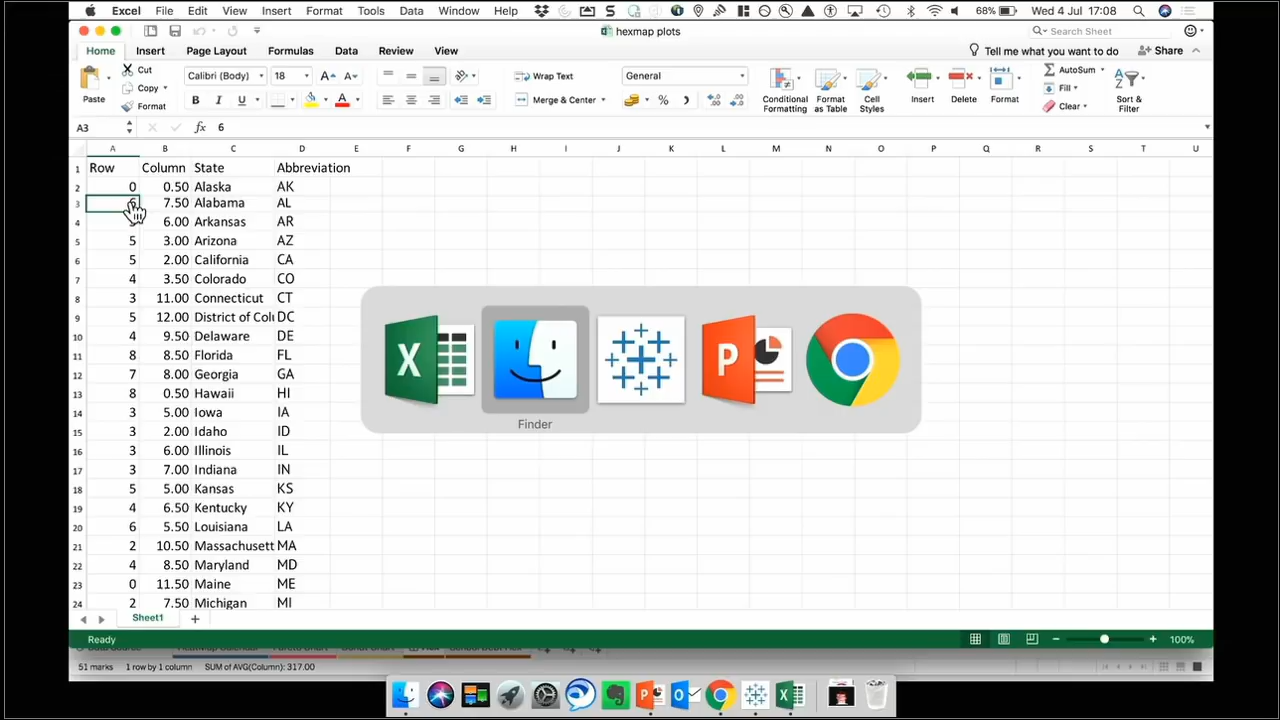 Excel File Edit View Insert Format Tools Data Window Help 68% Wed 4 Jul 17:08
hexmap plots
Search Sheet
Home Insert Page Layout Formulas Data Review View
Tell me what you want to do
Share
Paste
Cut
Copy
Format
Calibri (Body) 18
A A
B I U
A
Wrap Text
Merge & Center
General
%
Conditional Formatting
Format as Table
Cell Styles
Insert
Delete
Format
AutoSum
Fill
Clear
Sort & Filter
A3 fx 6
A B C D E F G H I J K L M N O P Q R S T U
1 Row Column State Abbreviation
2 0 0.50 Alaska AK
3 6 7.50 Alabama AL
4 6.00 Arkansas AR
5 5 3.00 Arizona AZ
6 5 2.00 California CA
7 4 3.50 Colorado CO
8 3 11.00 Connecticut CT
9 5 12.00 District of Colu DC
10 4 9.50 Delaware DE
11 8 8.50 Florida FL
12 7 8.00 Georgia GA
13 8 0.50 Hawaii HI
14 3 5.00 Iowa IA
15 3 2.00 Idaho ID
16 3 6.00 Illinois IL
17 3 7.00 Indiana IN
18 5 5.00 Kansas KS
19 4 6.50 Kentucky KY
20 6 5.50 Louisiana LA
21 2 10.50 Massachusett MA
22 4 8.50 Maryland MD
23 0 11.50 Maine ME
24 2 7.50 Michigan MI
X P
Finder
Sheet1
Ready
100%
51 marks 1 row by 1 column SUM of AVG(Column): 317.00